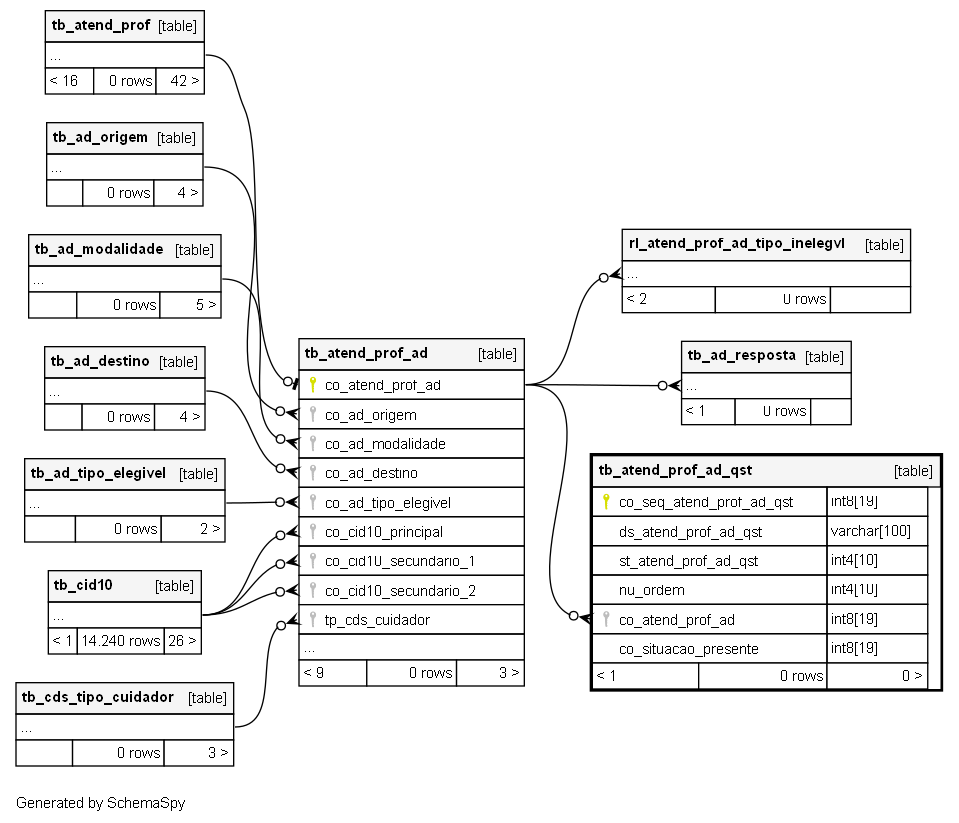 tb_atend_prof [table]
...
< 16 0 rows 42 >
tb_ad_origem [table]
...
0 rows 4 >
tb_ad_modalidade [table]
...
0 rows 5 >
tb_ad_destino [table]
...
0 rows 4 >
tb_ad_tipo_elegivel [table]
...
0 rows 2 >
tb_cid10 [table]
...
< 1 14.240 rows 26 >
tb_cds_tipo_cuidador [table]
...
0 rows 3 >
tb_atend_prof_ad [table]
co_atend_prof_ad
co_ad_origem
co_ad_modalidade
co_ad_destino
co_ad_tipo_elegivel
co_cid10_principal
co_cid10_secundario_1
co_cid10_secundario_2
tp_cds_cuidador
...
< 9 0 rows 3 >
rl_atend_prof_ad_tipo_inelegvl [table]
...
< 2 0 rows
tb_ad_resposta [table]
...
< 1 0 rows
tb_atend_prof_ad_qst [table]
co_seq_atend_prof_ad_qst int8[19]
ds_atend_prof_ad_qst varchar[100]
st_atend_prof_ad_qst int4[10]
nu_ordem int4[10]
co_atend_prof_ad int8[19]
co_situacao_presente int8[19]
< 1 0 rows 0 >
Generated by SchemaSpy